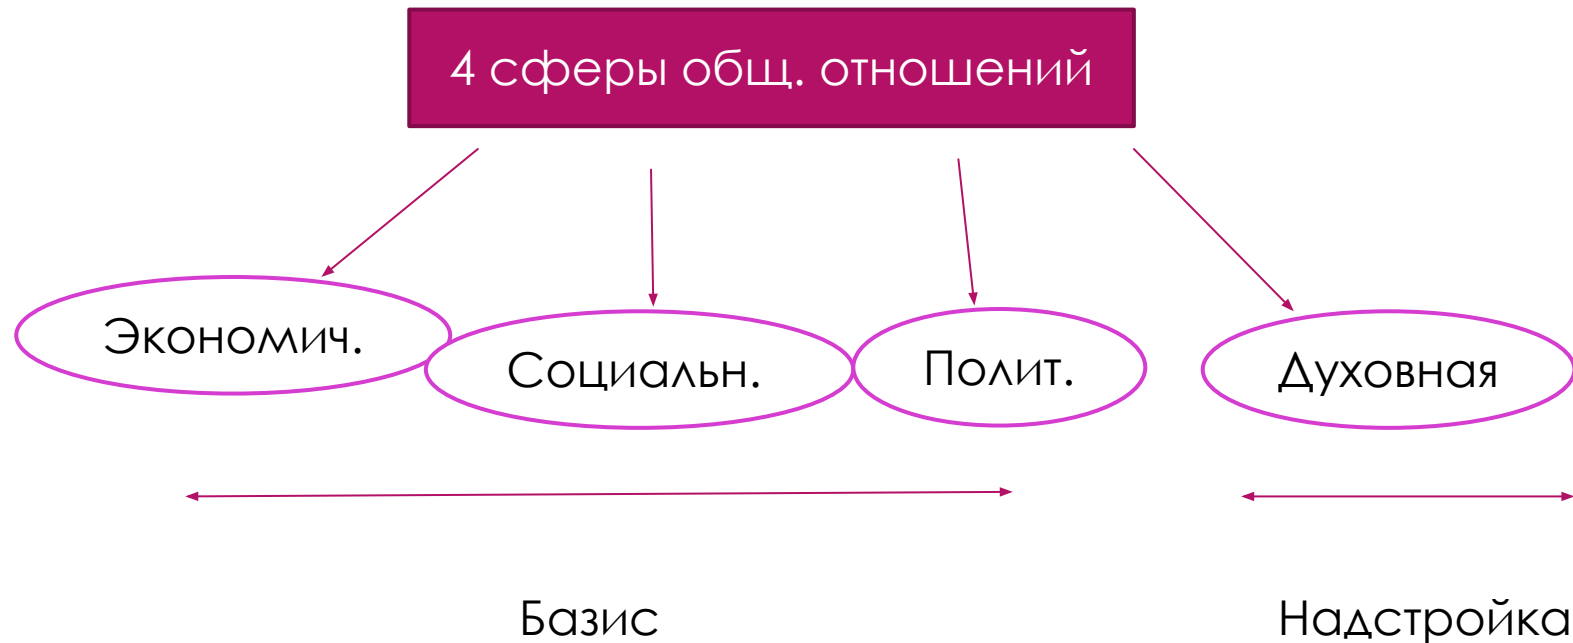 4 сферы общ. отношений
Экономич.
Социальн.
Полит.
Духовная
Базис
Надстройка